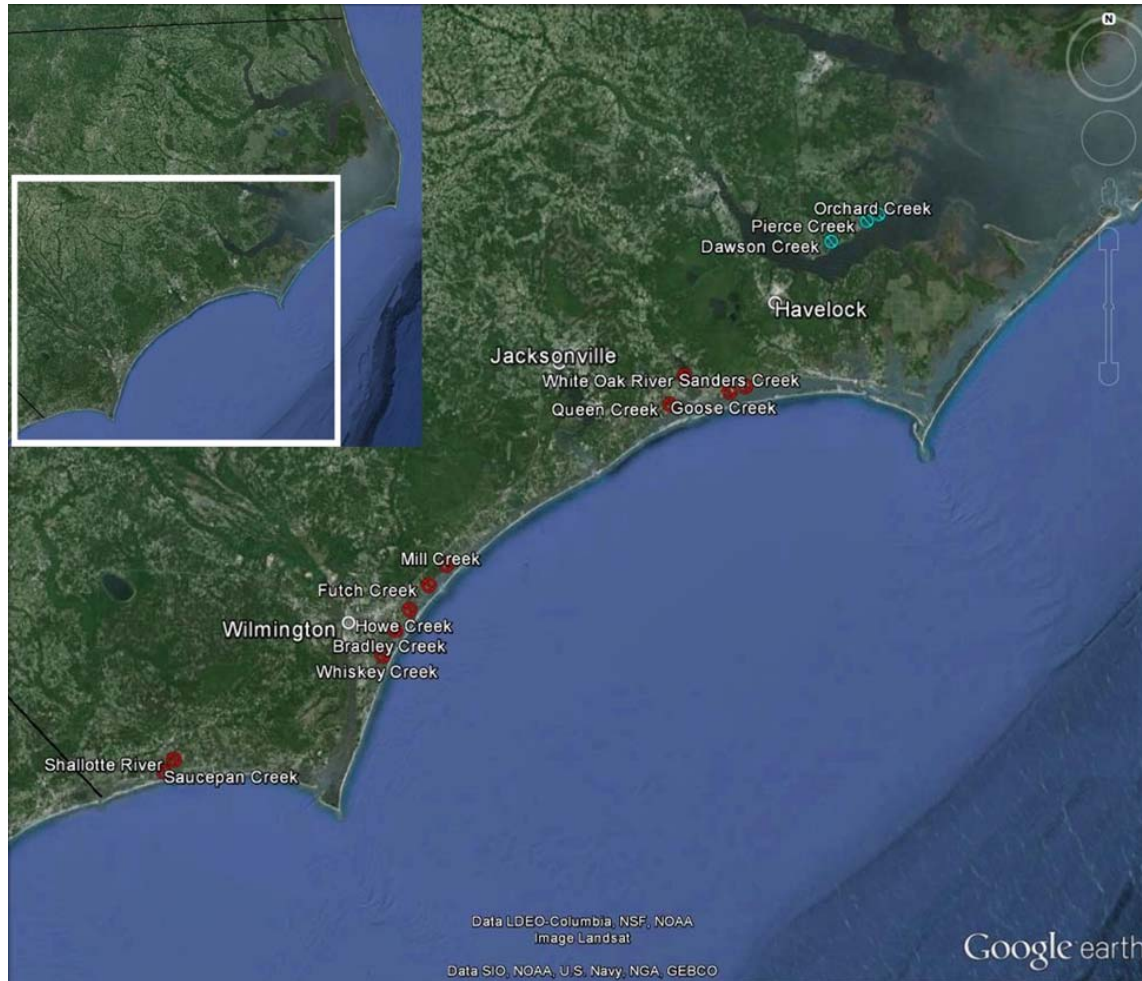 N
Orchard Creek
Pierce Creek
Dawson Creek
Havelock
Jacksonville
White Oak River Sanders Creek
Queen Creek Goose Creek
Mill Creek
Futch Creek
Wilmington Howe Creek
Bradley Creek
Whiskey Creek
Shallotte River
Saucepan Creek
Data LDEO-Columbia, NSF, NOAA
Image Landsat
Data SIO, NOAA, U.S. Navy, NGA, GEBCO
Google earth